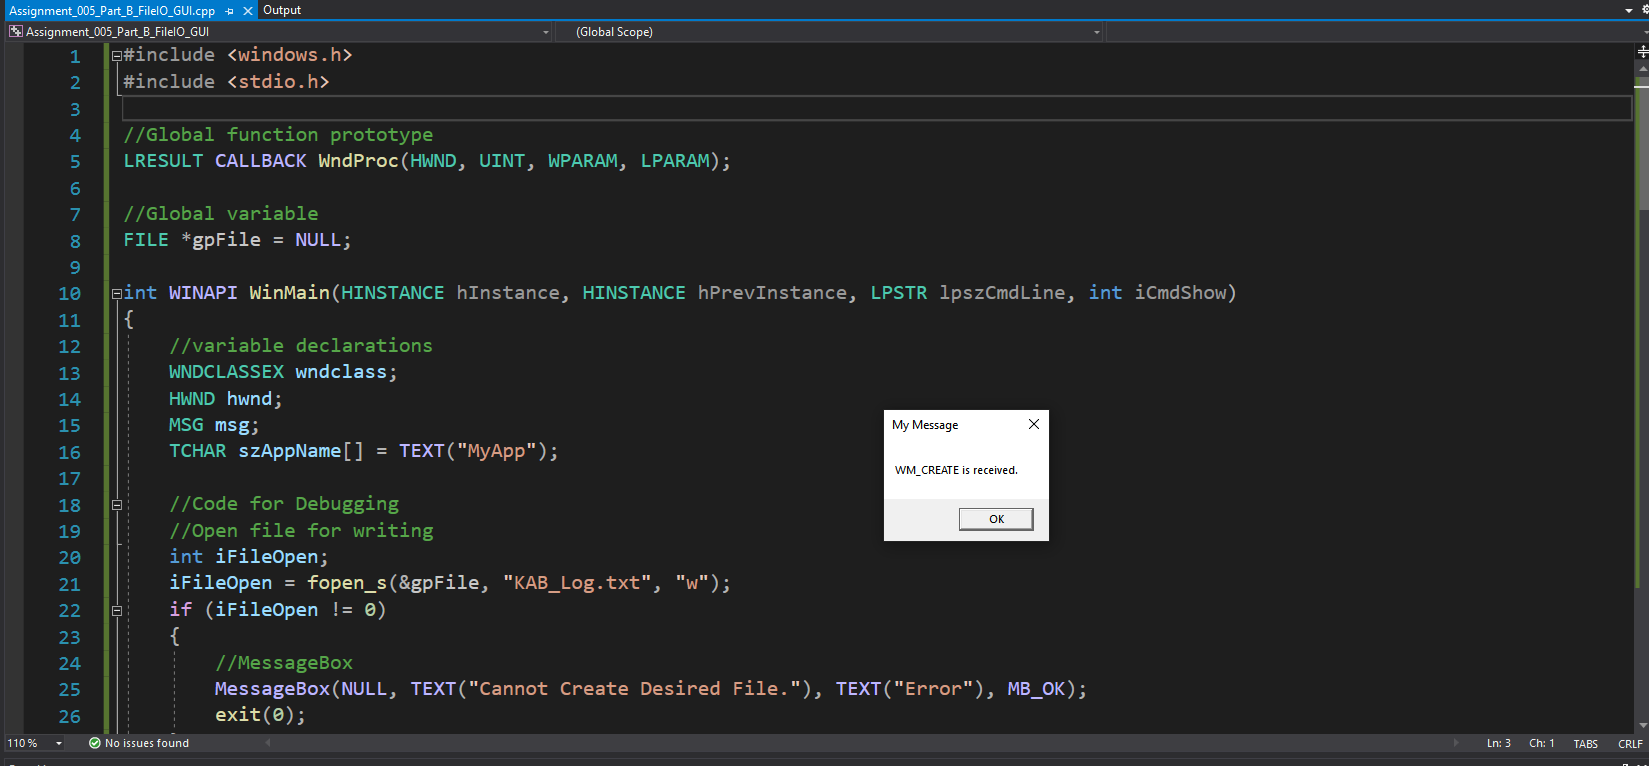 Assignment_005_Part_B_FileIO_GUI.cpp Output
Assignment_005_Part_B_FileIO_GUI (Global Scope)
1 #include <windows.h>
2 #include <stdio.h>
3
4 //Global function prototype
5 LRESULT CALLBACK WndProc(HWND, UINT, WPARAM, LPARAM);
6
7 //Global variable
8 FILE *gpFile = NULL;
9
10 int WINAPI WinMain(HINSTANCE hInstance, HINSTANCE hPrevInstance, LPSTR lpszCmdLine, int iCmdShow)
11 {
12 //variable declarations
13 WNDCLASSEX wndclass;
14 HWND hwnd;
15 MSG msg;
16 TCHAR szAppName[] = TEXT("MyApp");
17
18 //Code for Debugging
19 //Open file for writing
20 int iFileOpen;
21 iFileOpen = fopen_s(&gpFile, "KAB_Log.txt", "w");
22 if (iFileOpen != 0)
23 {
24 //MessageBox
25 MessageBox(NULL, TEXT("Cannot Create Desired File."), TEXT("Error"), MB_OK);
26 exit(0);
My Message
WM_CREATE is received.
OK
110 % No issues found Ln: 3 Ch: 1 TABS CRLF